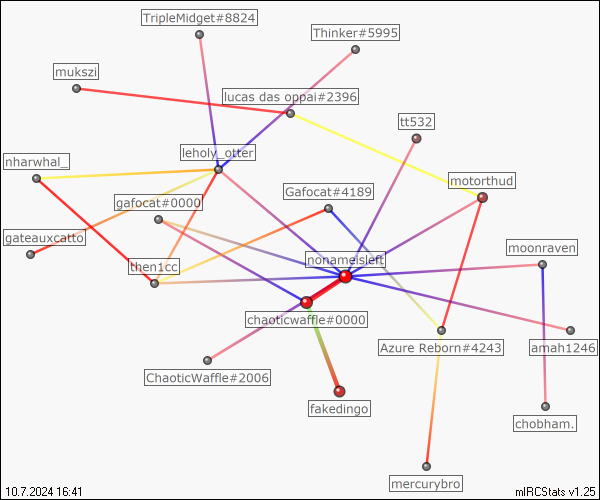 TripleMidget#8824
Thinker#5995
mukszi
lucas das oppai#2396
tt532
leholy_otter
nharwhal_
motorthud
Gafocat#4189
gafocat#0000
gateauxcatto
moonraven
nonameisleft
then1cc
chaoticwaffle#0000
Azure Reborn#4243
amah1246
ChaoticWaffle#2006
fakedingo
chobham.
mercurybro
10.7.2024 16:41
mIRCStats v1.25